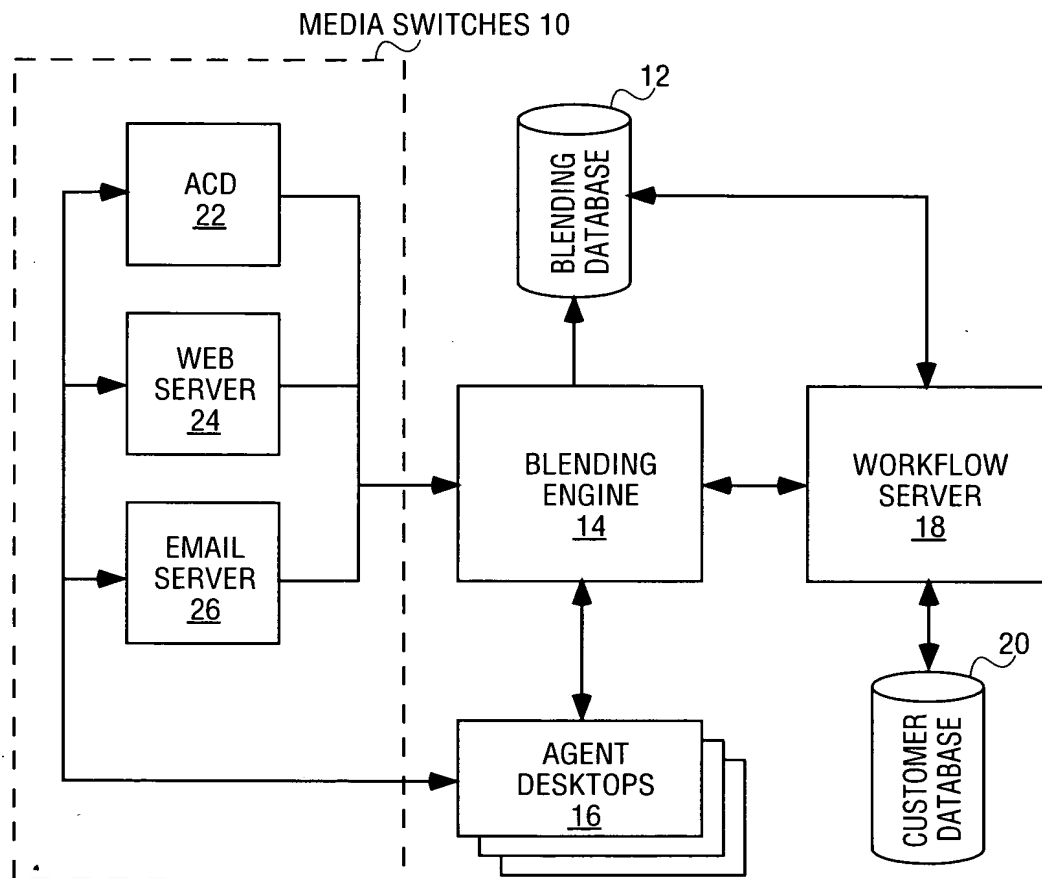 MEDIA SWITCHES 10
12
ACD
22
BLENDING
DATABASE
WEB
SERVER
24
BLENDING
ENGINE
14
WORKFLOW
SERVER
18
EMAIL
SERVER
26
20
AGENT
DESKTOPS
16
CUSTOMER
DATABASE